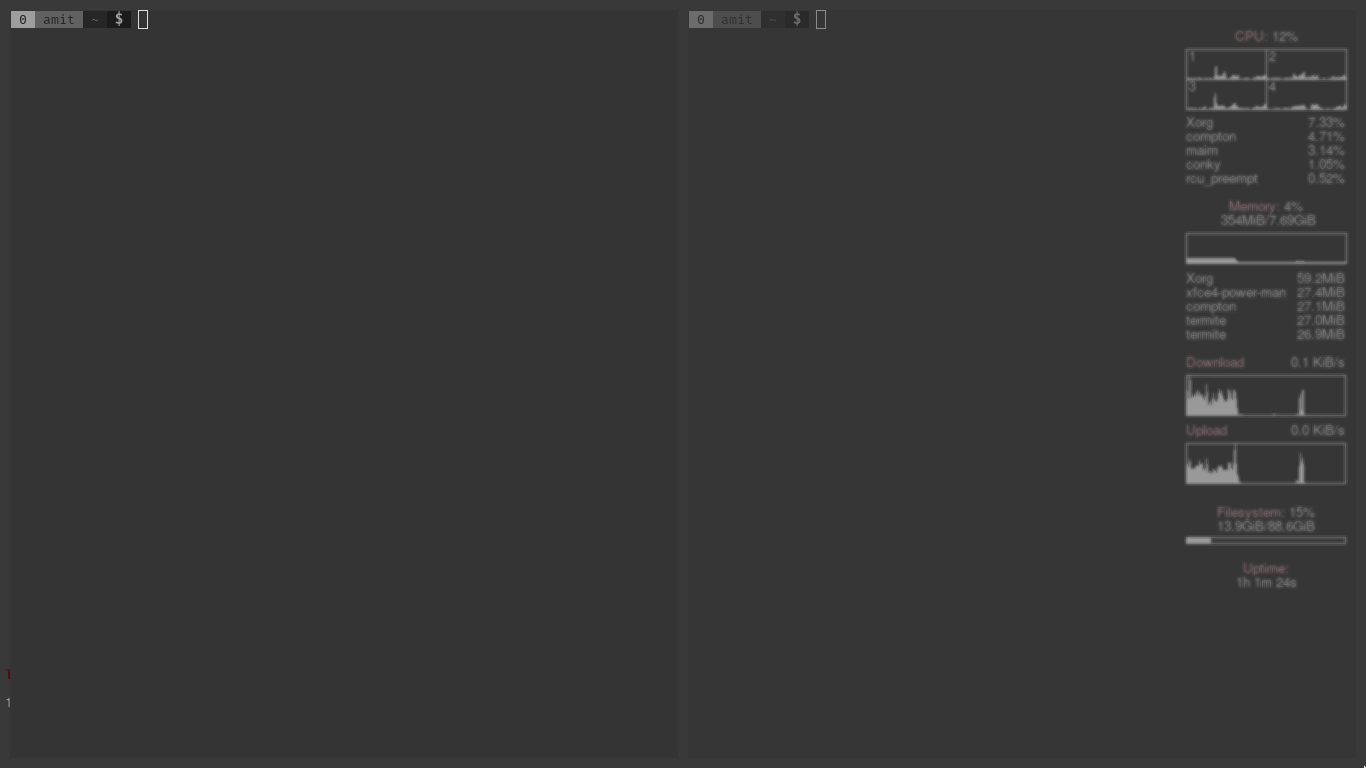 0 amit ~ $
0 amit ~ $
CPU: 12%
1 2
3 4
Xorg 7.33%
compton 4.71%
maim 3.14%
conky 1.05%
rcu_preempt 0.52%
Memory: 4%
354MiB/7.69GiB
Xorg 59.2MiB
xfce4-power-man 27.4MiB
compton 27.1MiB
termite 27.0MiB
termite 26.9MiB
Download 0.1 KiB/s
Upload 0.0 KiB/s
Filesystem: 15%
13.9GiB/88.6GiB
Uptime:
1h 1m 24s